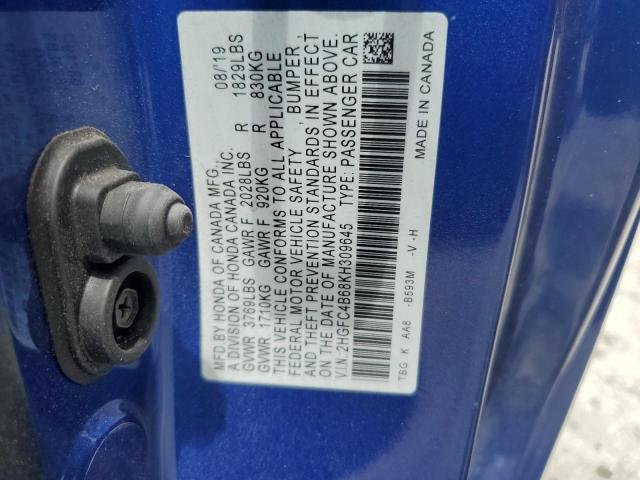 MFD.BY HONDA OF CANADA MFG., 08/19
A DIVISION OF HONDA CANADA INC.
GVWR 3769LBS GAWR F 2028LBS R 1829LBS
GVWR 1710KG GAWR F 920KG R 830KG
THIS VEHICLE CONFORMS TO ALL APPLICABLE
FEDERAL MOTOR VEHICLE SAFETY, BUMPER,
AND THEFT PREVENTION STANDARDS IN EFFECT
ON THE DATE OF MANUFACTURE SHOWN ABOVE.
V.I.N:2HGFC4B68KH309645 TYPE: PASSENGER CAR
TBG K AA8 -B593M -V -H
MADE IN CANADA